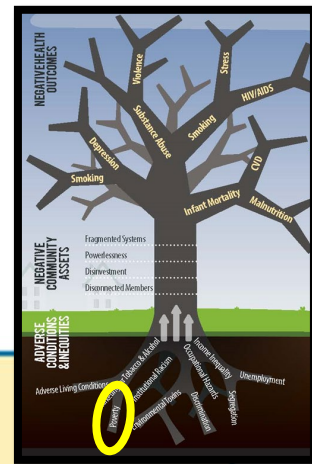 NEGATIVEHEALTH
OUTCOMES
Violence
Stress
Substance Abuse
Smoking
HIV/AIDS
Depression
Smoking
CVD
Infant Mortality
Malnutrition
NEGATIVE
COMMUNITY
ASSETS
Fragmented Systems
Powerlessness
Disinvestment
Disconnected Members
ADVERSE
CONDITIONS
& INEQUITIES
Adverse Living Conditions
Tobacco & Alcohol
Institutional Racism
Poverty
Environmental Toxins
Income Inequality
Occupational Hazards
Unemployment
Discrimination
Segregation